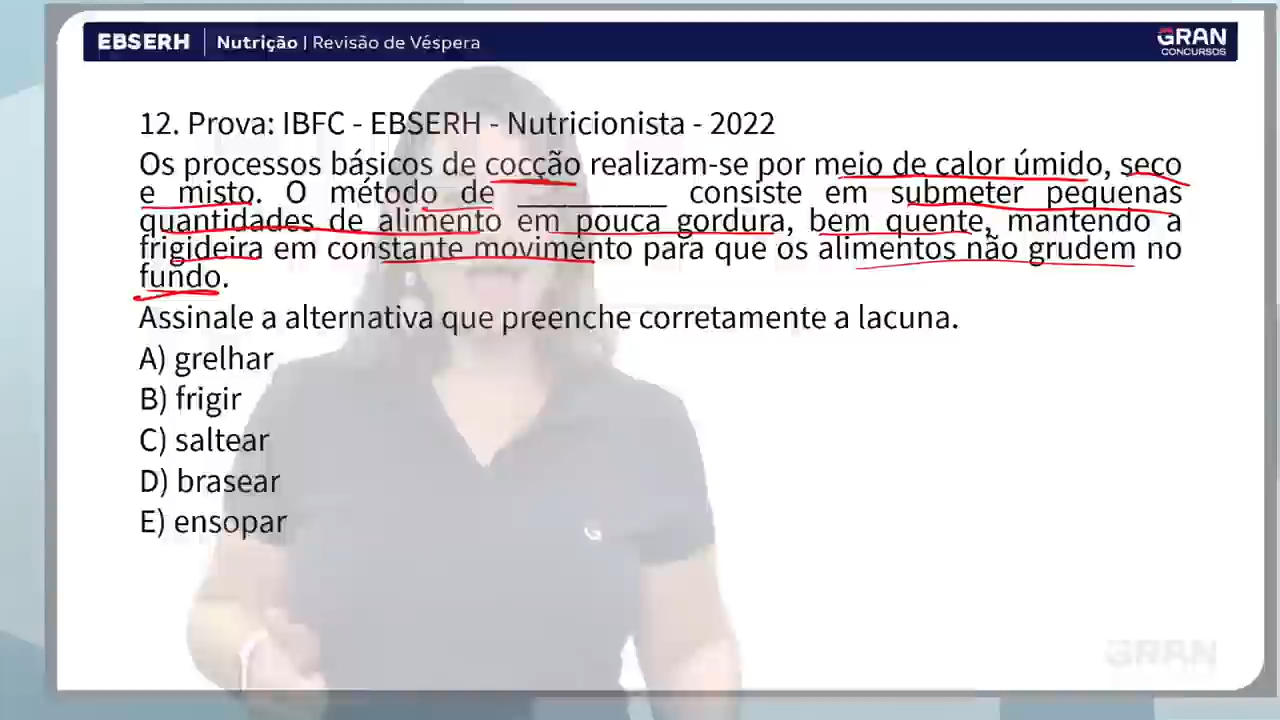 EBSERH | Nutrição | Revisão de Véspera
GRAN
CONCURSOS
12. Prova: IBFC - EBSERH - Nutricionista - 2022
Os processos básicos de cocção realizam-se por meio de calor úmido, seco
e misto. O método de __________ consiste em submeter pequenas
quantidades de alimento em pouca gordura, bem quente, mantendo a
frigideira em constante movimento para que os alimentos não grudem no
fundo.
Assinale a alternativa que preenche corretamente a lacuna.
A) grelhar
B) frigir
C) saltear
D) brasear
E) ensopar
GRAN